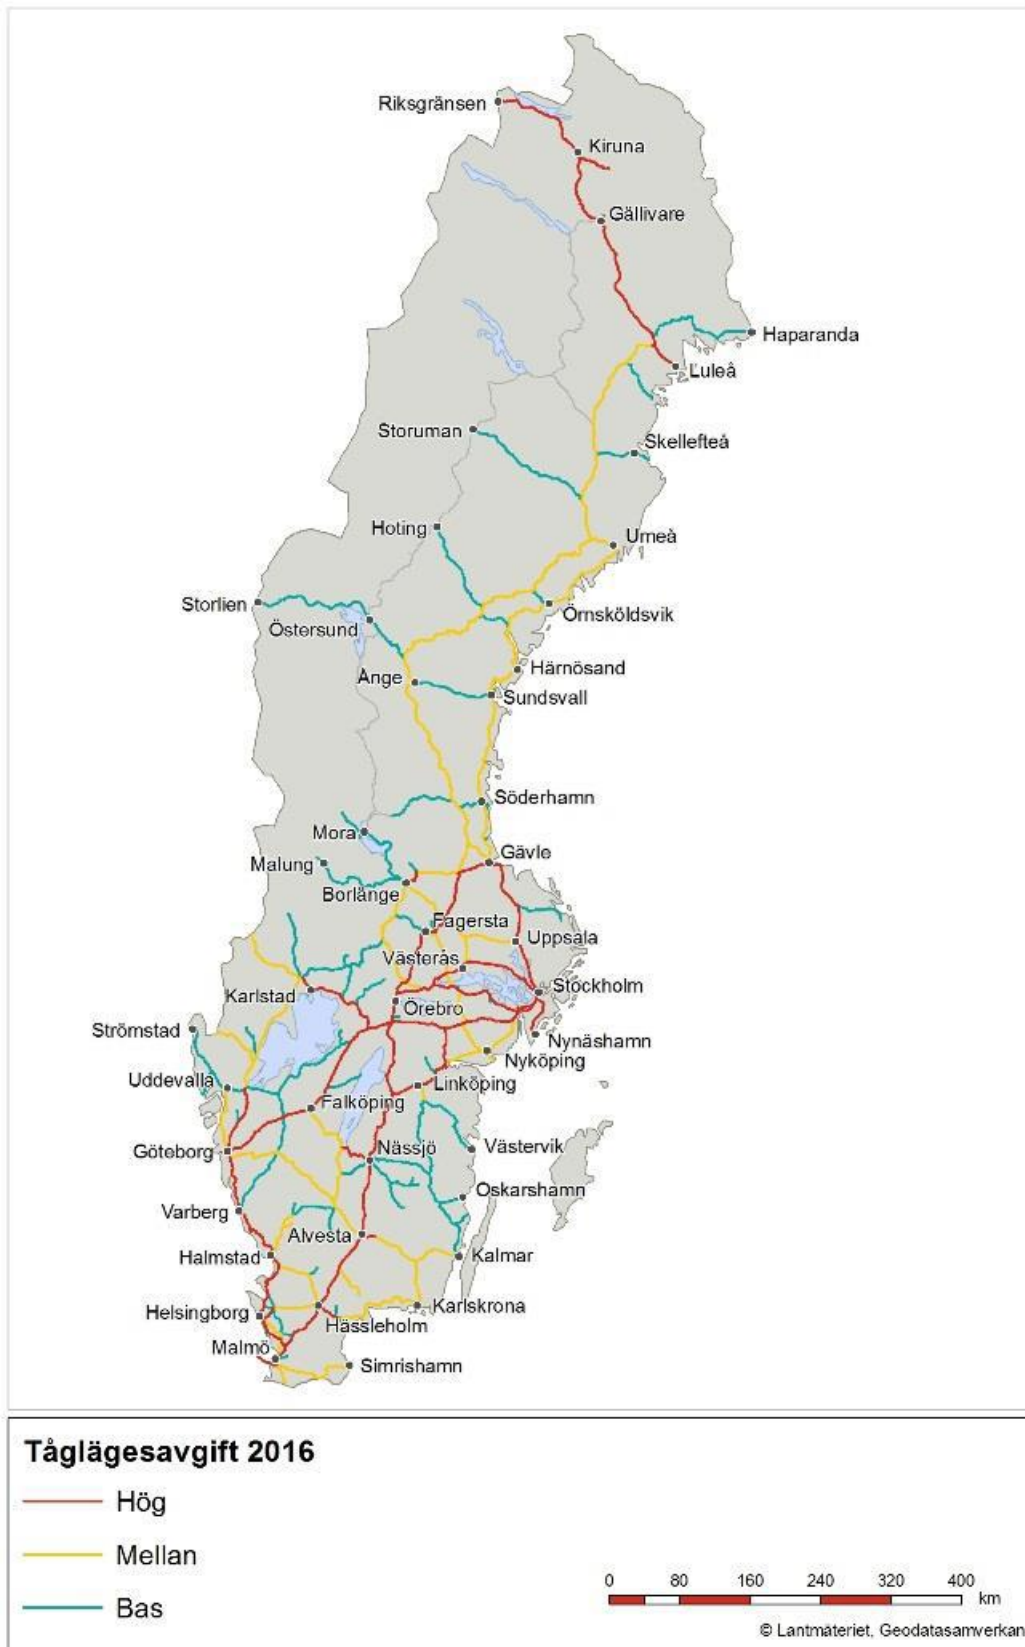 Riksgränsen
Kiruna
Gällivare
Haparanda
Luleå
Storuman
Skellefteå
Hoting
Umeå
Storlien
Örnsköldsvik
Östersund
Härnösand
Ånge
Sundsvall
Söderhamn
Mora
Gävle
Malung
Borlänge
Fagersta
Uppsala
Västerås
Stockholm
Karlstad
Örebro
Strömstad
Nynäshamn
Nyköping
Uddevalla
Linköping
Falköping
Göteborg
Nässjö
Västervik
Oskarshamn
Varberg
Alvesta
Halmstad
Kalmar
Helsingborg
Karlskrona
Hässleholm
Malmö
Simrishamn
Tåglägesavgift 2016
Hög
Mellan
Bas
0 80 160 240 320 400
km
© Lantmäteriet, Geodatasamverkan